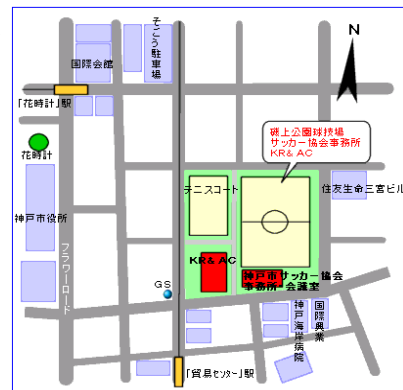 そごう駐車場
国際会館
N
「花時計」駅
磯上公園球技場
サッカー協会事務所
KR& AC
花時計
テニスコート
住友生命三宮ビル
神戸市役所
フラワーロード
KR& AC
神戸市サッカー協会
事務所 会議室
GS
神戸海岸病院
国際興業
「貿易センター」駅